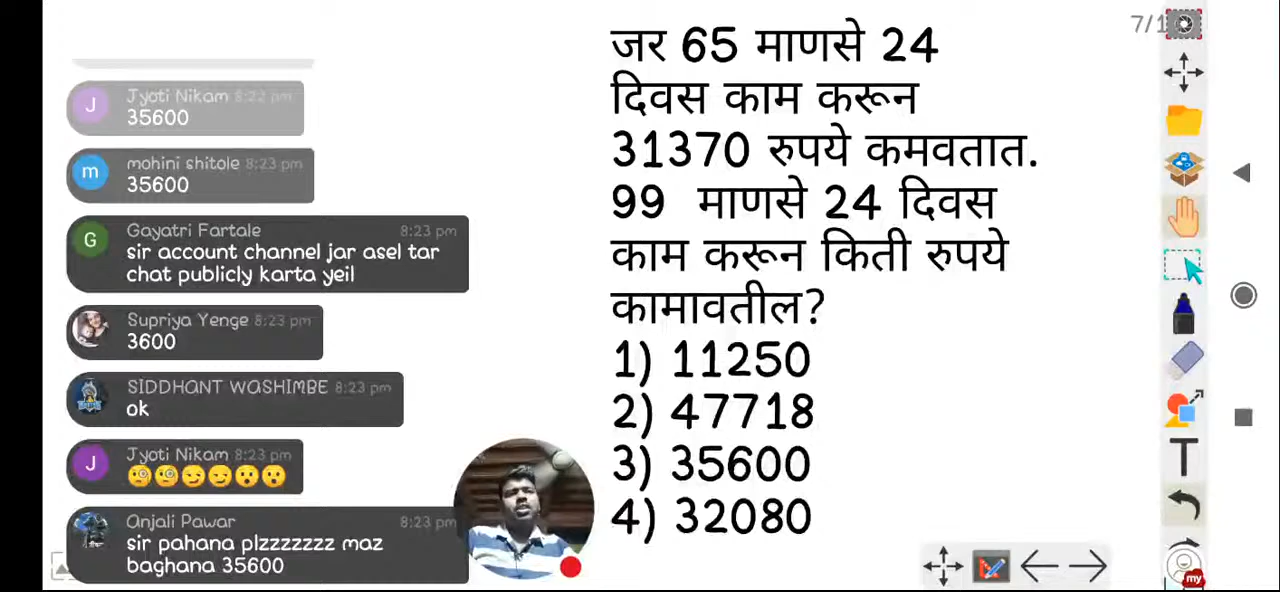 Jyoti Nikam 8:22 pm
35600
mohini shitole 8:23 pm
35600
Gayatri Fartale 8:23 pm
sir account channel jar asel tar
chat publicly karta yeil
Supriya Yenge 8:23 pm
3600
SIDDHANT WASHIMBE 8:23 pm
ok
Jyoti Nikam 8:23 pm
🧐🧐😏😏😮😮
Anjali Pawar 8:23 pm
sir pahana plzzzzzzz maz
baghana 35600
जर 65 माणसे 24
दिवस काम करून
31370 रुपये कमवतात.
99 माणसे 24 दिवस
काम करून किती रुपये
कामावतील?
1) 11250
2) 47718
3) 35600
4) 32080
7/1
T
my